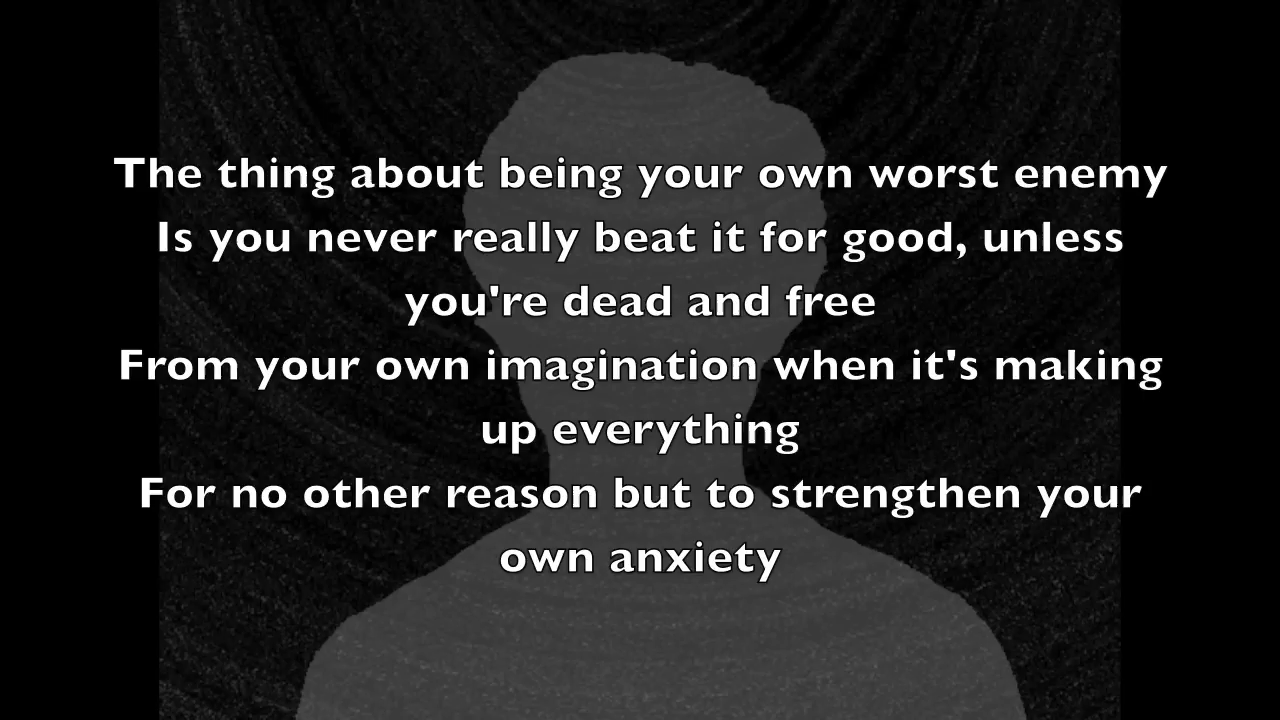 The thing about being your own worst enemy
Is you never really beat it for good, unless
you're dead and free
From your own imagination when it's making
up everything
For no other reason but to strengthen your
own anxiety